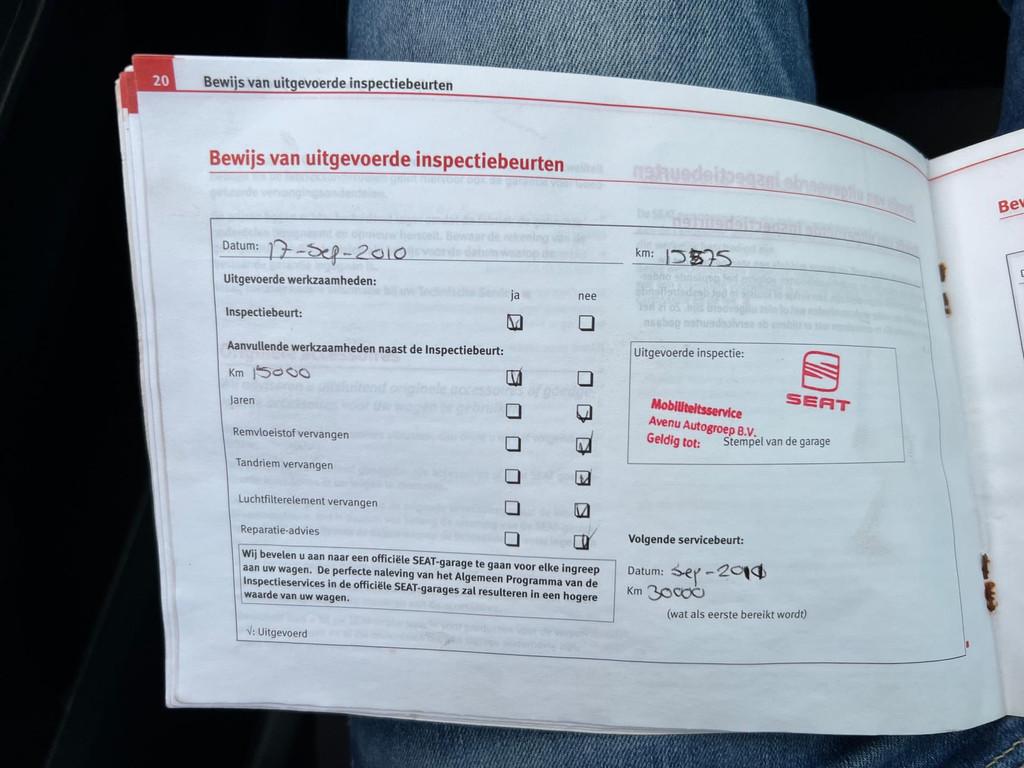 20 Bewijs van uitgevoerde inspectiebeurten
Bewijs van uitgevoerde inspectiebeurten
Datum: 17-Sep-2010
km: 15575
Uitgevoerde werkzaamheden:
ja nee
Inspectiebeurt:
Aanvullende werkzaamheden naast de Inspectiebeurt:
Km 15000
Jaren
Remvloeistof vervangen
Tandriem vervangen
Luchtfilterelement vervangen
Reparatie-advies
Wij bevelen u aan naar een officiële SEAT-garage te gaan voor elke ingreep
aan uw wagen. De perfecte naleving van het Algemeen Programma van de
Inspectieservices in de officiële SEAT-garages zal resulteren in een hogere
waarde van uw wagen.
√: Uitgevoerd
Uitgevoerde inspectie:
SEAT
Mobiliteitsservice
Avenu Autogroep B.V.
Geldig tot: Stempel van de garage
Volgende servicebeurt:
Datum: Sep-2011
Km 30000
(wat als eerste bereikt wordt)